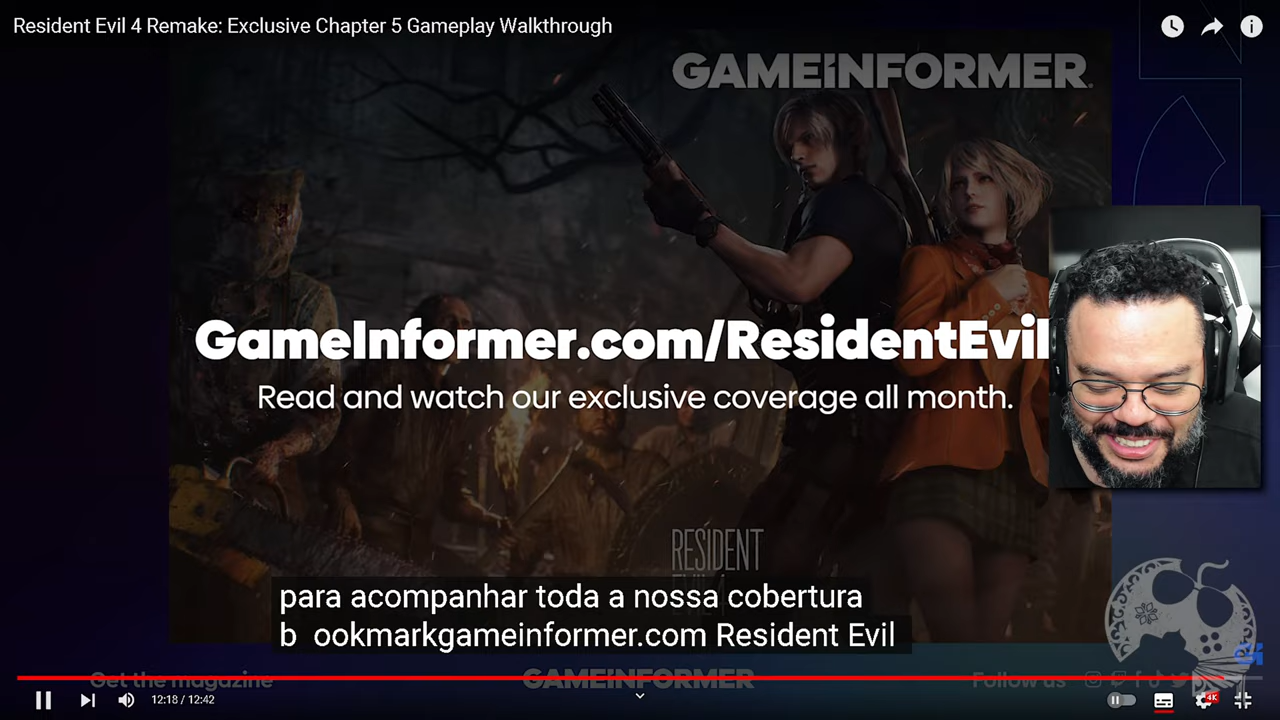 Resident Evil 4 Remake: Exclusive Chapter 5 Gameplay Walkthrough
GAMEiNFORMER.
GameInformer.com/ResidentEvil
Read and watch our exclusive coverage all month.
RESIDENT
para acompanhar toda a nossa cobertura
b ookmarkgameinformer.com Resident Evil
Get the magazine
GAMEiNFORMER
Follow us
Gi
12:18 / 12:42
4K